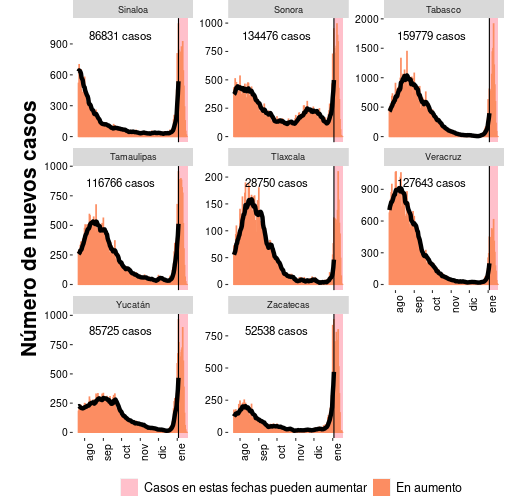 Número de nuevos casos
Sinaloa
Sonora
Tabasco
86831 casos
134476 casos
159779 casos
900
600
300
0
1000
750
500
250
0
2000
1500
1000
500
0
Tamaulipas
Tlaxcala
Veracruz
116766 casos
28750 casos
127643 casos
1000
750
500
250
0
200
150
100
50
0
900
600
300
0
ago
sep
oct
nov
dic
ene
Yucatán
Zacatecas
85725 casos
52538 casos
1000
750
500
250
0
750
500
250
0
ago
sep
oct
nov
dic
ene
ago
sep
oct
nov
dic
ene
Casos en estas fechas pueden aumentar
En aumento